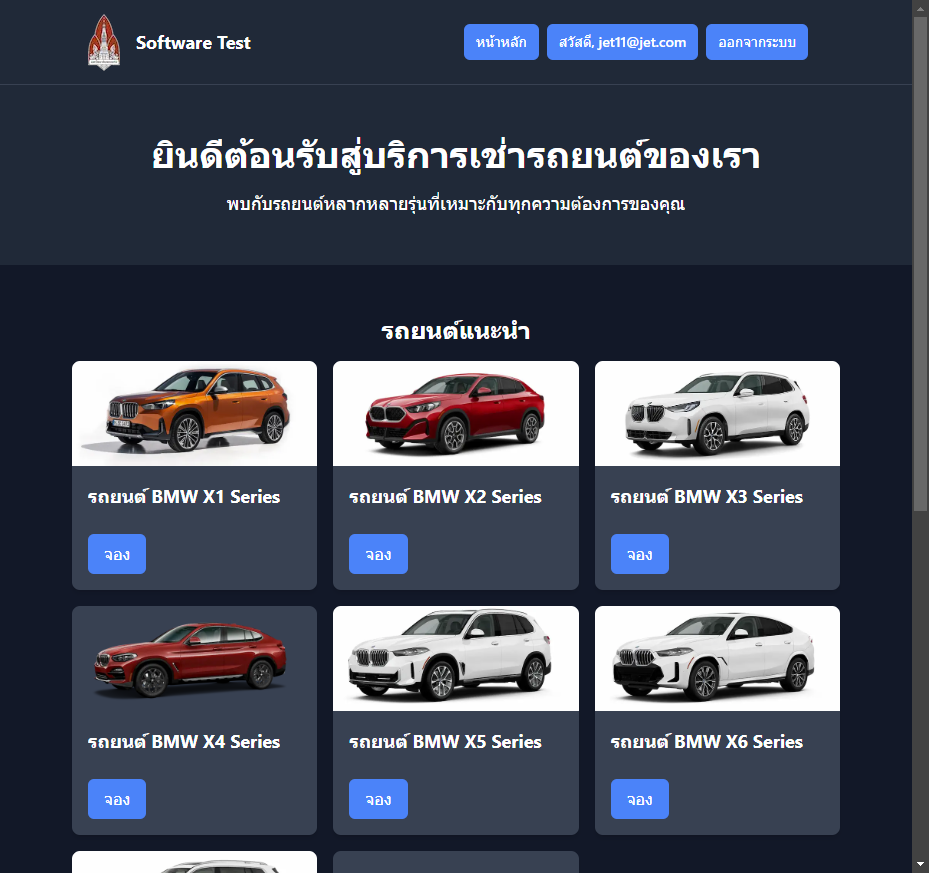 Software Test
หน้าหลัก
สวัสดี, jet11@jet.com
ออกจากระบบ
ยินดีต้อนรับสู่บริการเช่ารถยนต์ของเรา
พบกับรถยนต์หลากหลายรุ่นที่เหมาะกับทุกความต้องการของคุณ
รถยนต์แนะนำ
รถยนต์ BMW X1 Series
รถยนต์ BMW X2 Series
รถยนต์ BMW X3 Series
จอง
จอง
จอง
รถยนต์ BMW X4 Series
รถยนต์ BMW X5 Series
รถยนต์ BMW X6 Series
จอง
จอง
จอง